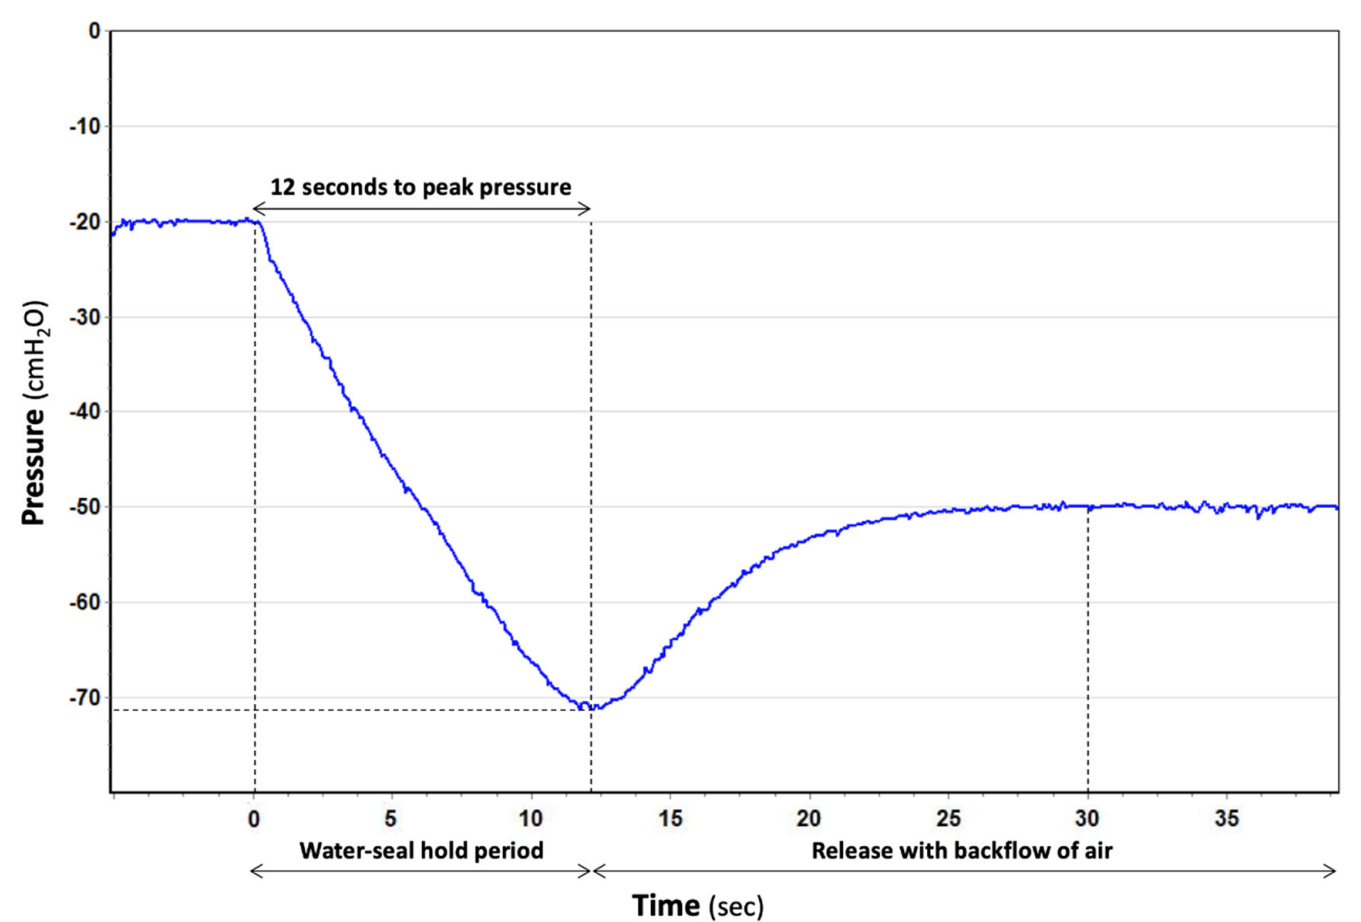 0
-10
12 seconds to peak pressure
-20
-30
-40
-50
-60
-70
Pressure (cmH₂O)
0 5 10 15 20 25 30 35
Water-seal hold period Release with backflow of air
Time (sec)